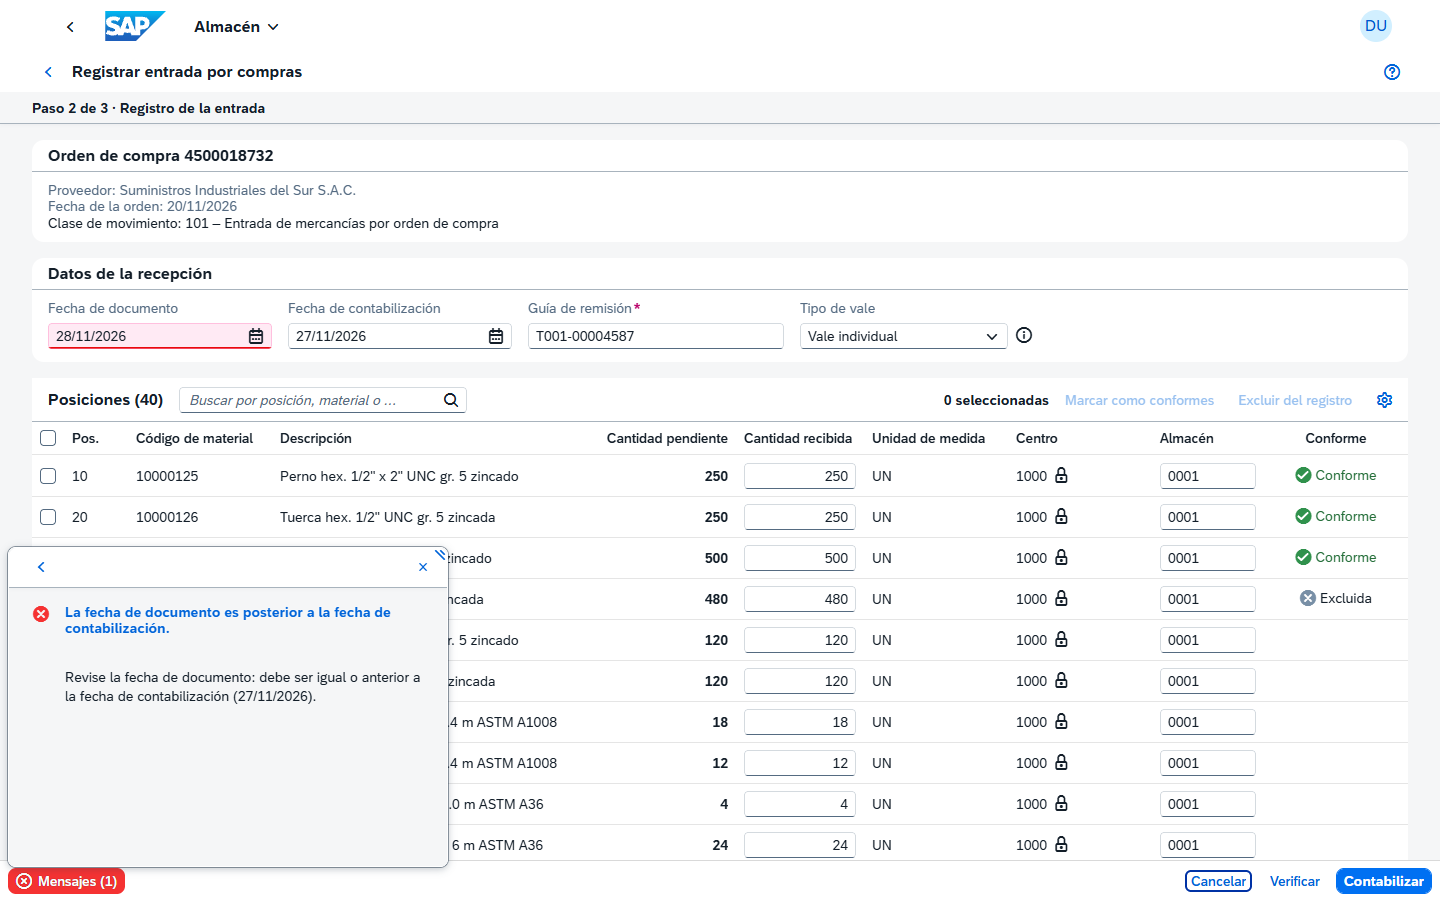 SAP Almacén DU
Registrar entrada por compras
Paso 2 de 3 · Registro de la entrada
Orden de compra 4500018732
Proveedor: Suministros Industriales del Sur S.A.C.
Fecha de la orden: 20/11/2026
Clase de movimiento: 101 – Entrada de mercancías por orden de compra
Datos de la recepción
Fecha de documento Fecha de contabilización Guía de remisión* Tipo de vale
28/11/2026 27/11/2026 T001-00004587 Vale individual
Posiciones (40) Buscar por posición, material o ... 0 seleccionadas Marcar como conformes Excluir del registro
Pos. Código de material Descripción Cantidad pendiente Cantidad recibida Unidad de medida Centro Almacén Conforme
10 10000125 Perno hex. 1/2" x 2" UNC gr. 5 zincado 250 250 UN 1000 0001 Conforme
20 10000126 Tuerca hex. 1/2" UNC gr. 5 zincada 250 250 UN 1000 0001 Conforme
zincado 500 500 UN 1000 0001 Conforme
ncada 480 480 UN 1000 0001 Excluida
gr. 5 zincado 120 120 UN 1000 0001
zincada 120 120 UN 1000 0001
4 m ASTM A1008 18 18 UN 1000 0001
4 m ASTM A1008 12 12 UN 1000 0001
.0 m ASTM A36 4 4 UN 1000 0001
6 m ASTM A36 24 24 UN 1000 0001
La fecha de documento es posterior a la fecha de
contabilización.
Revise la fecha de documento: debe ser igual o anterior a
la fecha de contabilización (27/11/2026).
Mensajes (1) Cancelar Verificar Contabilizar